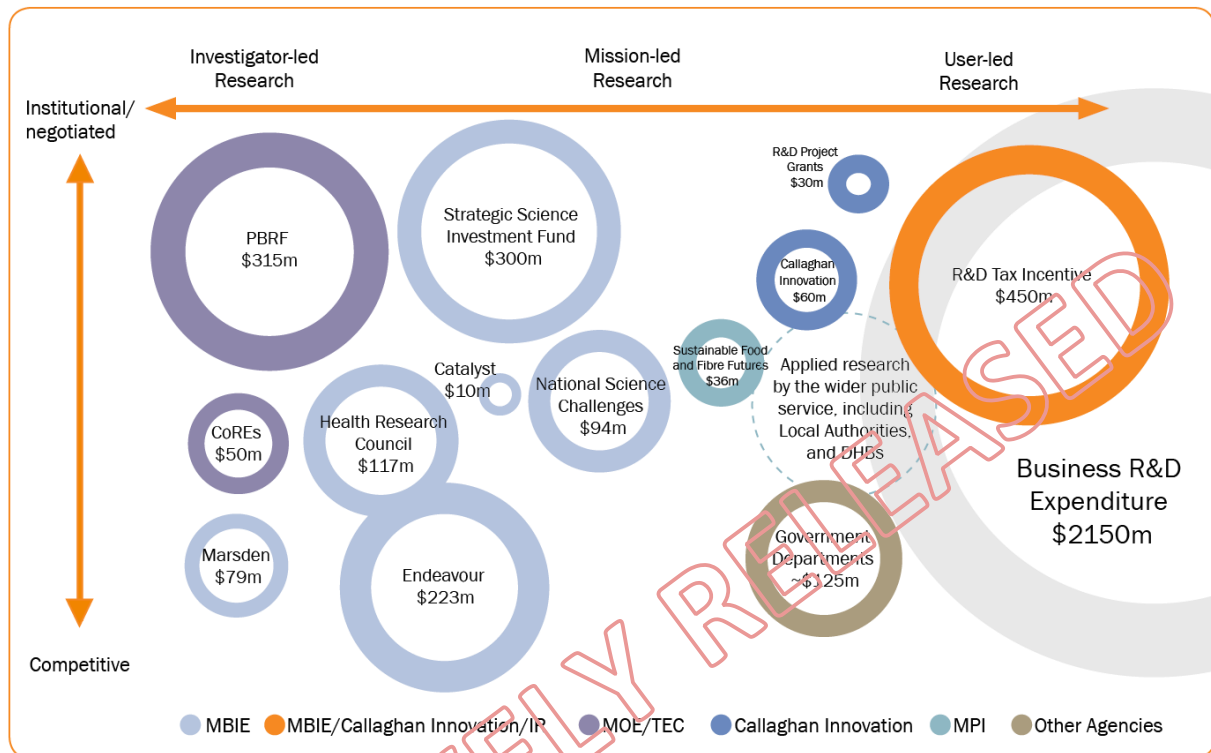 Investigator-led
Research
Mission-led
Research
User-led
Research
Institutional/
negotiated
R&D Project
Grants
$30m
PBRF
$315m
Strategic Science
Investment Fund
$300m
Callaghan
Innovation
$60m
R&D Tax Incentive
$450m
Catalyst
$10m
National Science
Challenges
$94m
Sustainable Food
and Fibre Futures
$36m
Applied research
by the wider public
service, including
Local Authorities,
and DHBs
CoREs
$50m
Health Research
Council
$117m
Business R&D
Expenditure
$2150m
Marsden
$79m
Endeavour
$223m
Government
Departments
~$125m
Competitive
MBIE
MBIE/Callaghan Innovation/IR
MOE/TEC
Callaghan Innovation
MPI
Other Agencies
ELY RELEASED